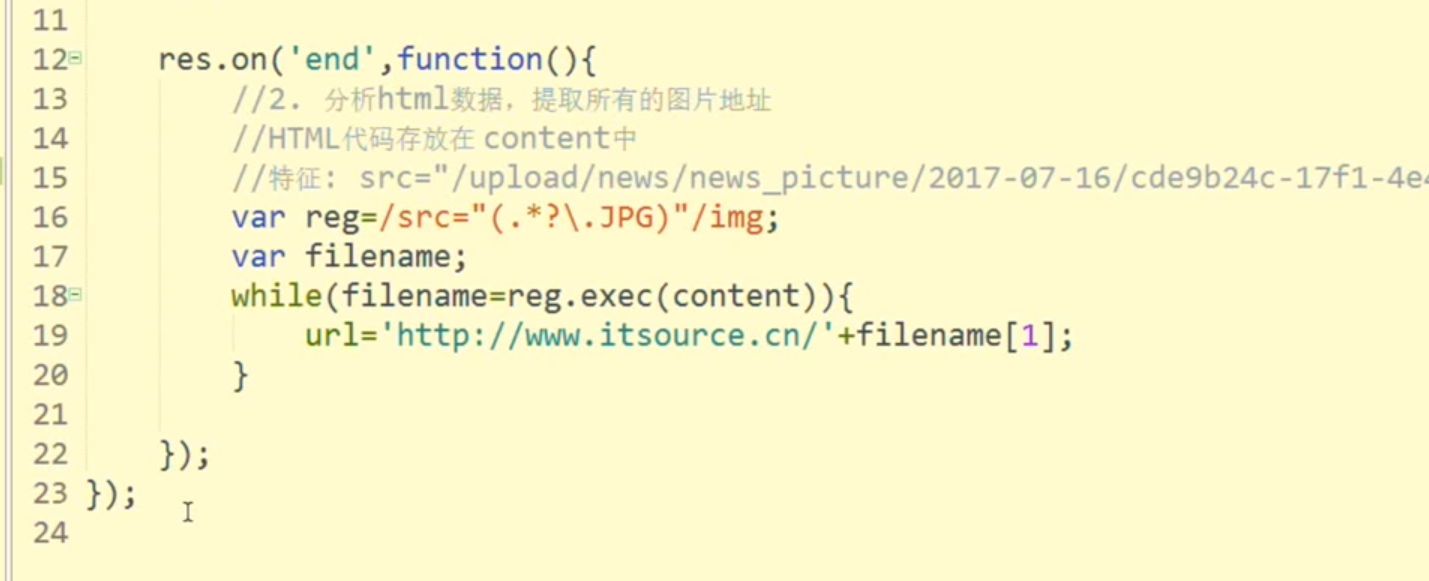 11
12 res.on('end',function(){
13 //2. 分析html数据，提取所有的图片地址
14 //HTML代码存放在 content中
15 //特征: src="/upload/news/news_picture/2017-07-16/cde9b24c-17f1-4e4
16 var reg=/src="(.*?\.JPG)"/img;
17 var filename;
18 while(filename=reg.exec(content)){
19 url='http://www.itsource.cn/'+filename[1];
20 }
21
22 });
23 });
24